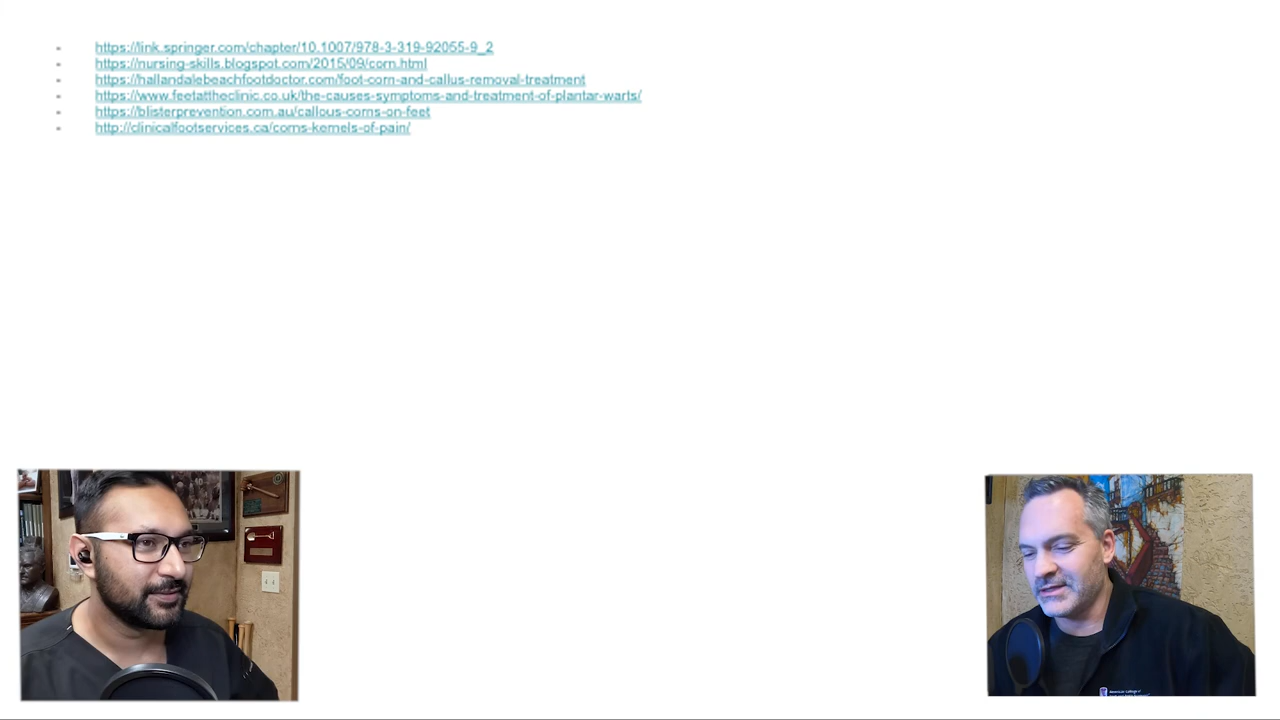 https://link.springer.com/chapter/10.1007/978-3-319-92055-9_2
https://nursing-skills.blogspot.com/2015/09/corn.html
https://hallandalebeachfootdoctor.com/foot-corn-and-callus-removal-treatment
https://www.feetattheclinic.co.uk/the-causes-symptoms-and-treatment-of-plantar-warts/
https://blisterprevention.com.au/callous-corns-on-feet
http://clinicalfootservices.ca/corns-kernels-of-pain/